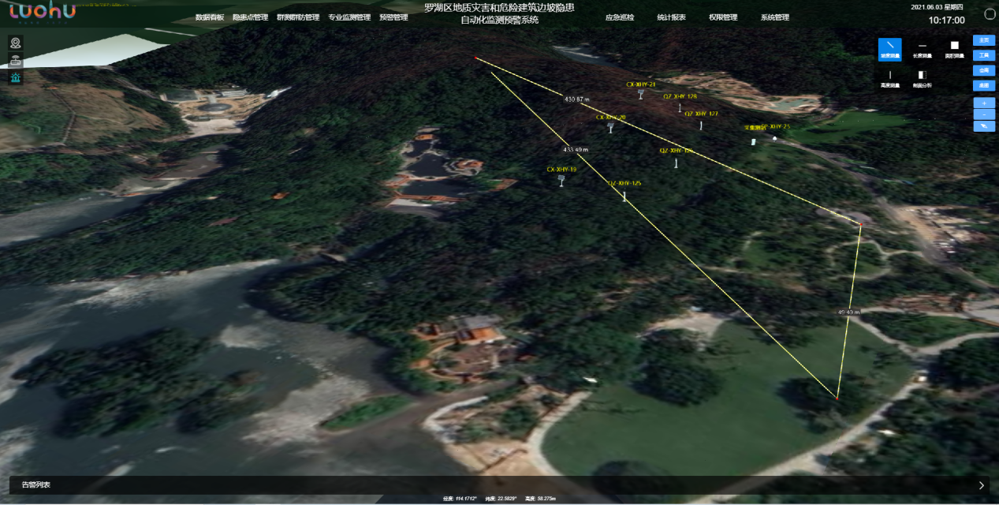 LUOHU
数据看板 隐患点管理 群测群防管理 专业监测管理 预警管理
罗湖区地质灾害和危险建筑边坡隐患
自动化监测预警系统
应急巡检 统计报表 权限管理 系统管理
2021.06.03 星期四
10:17:00
坡度测量 长度测量 面积测量
高度测量 剖面分析
主页
工具
全局
底图
+
-
430.87 m
CX-XHY-21
QZ-XHY-128
QZ-XHY-127
CX-XHY-20
XHY-25
433.49 m
QZ-XHY-126
CX-XHY-19
QZ-XHY-125
49.49 m
告警列表
经度: 114.1712° 纬度: 22.5829° 高度: 58.275m